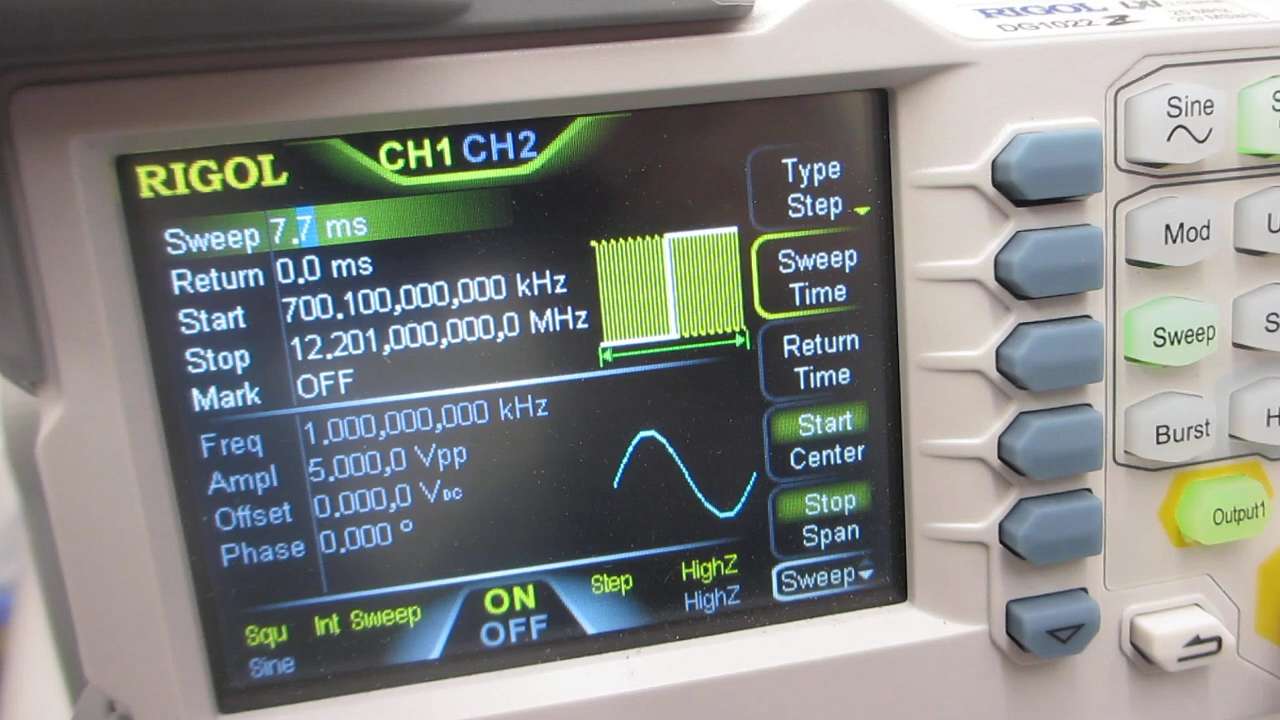 RIGOL
DG1022 Z
RIGOL CH1 CH2
Sweep 7.7 ms
Return 0.0 ms
Start 700.100,000,000 kHz
Stop 12.201,000,000,0 MHz
Mark OFF
Freq 1.000,000,000 kHz
Ampl 5.000,0 Vpp
Offset 0.000,0 VDC
Phase 0.000 °
Squ Int Sweep ON Step HighZ
Sine OFF HighZ
Type
Step
Sweep
Time
Return
Time
Start
Center
Stop
Span
Sweep
Sine
Mod
Sweep
Burst
Output1